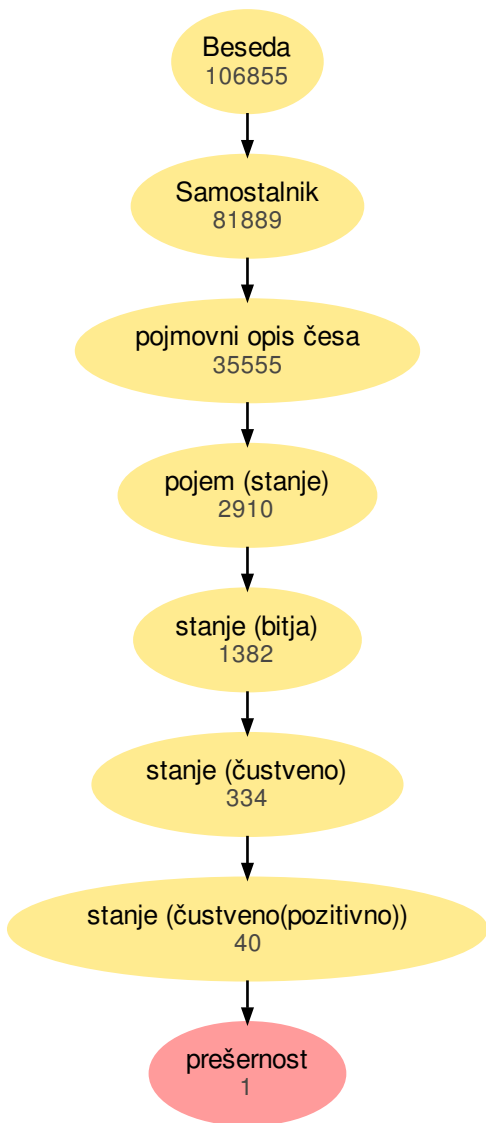 Beseda
106855
Samostalnik
81889
pojmovni opis česa
35555
pojem (stanje)
2910
stanje (bitja)
1382
stanje (čustveno)
334
stanje (čustveno(pozitivno))
40
prešernost
1